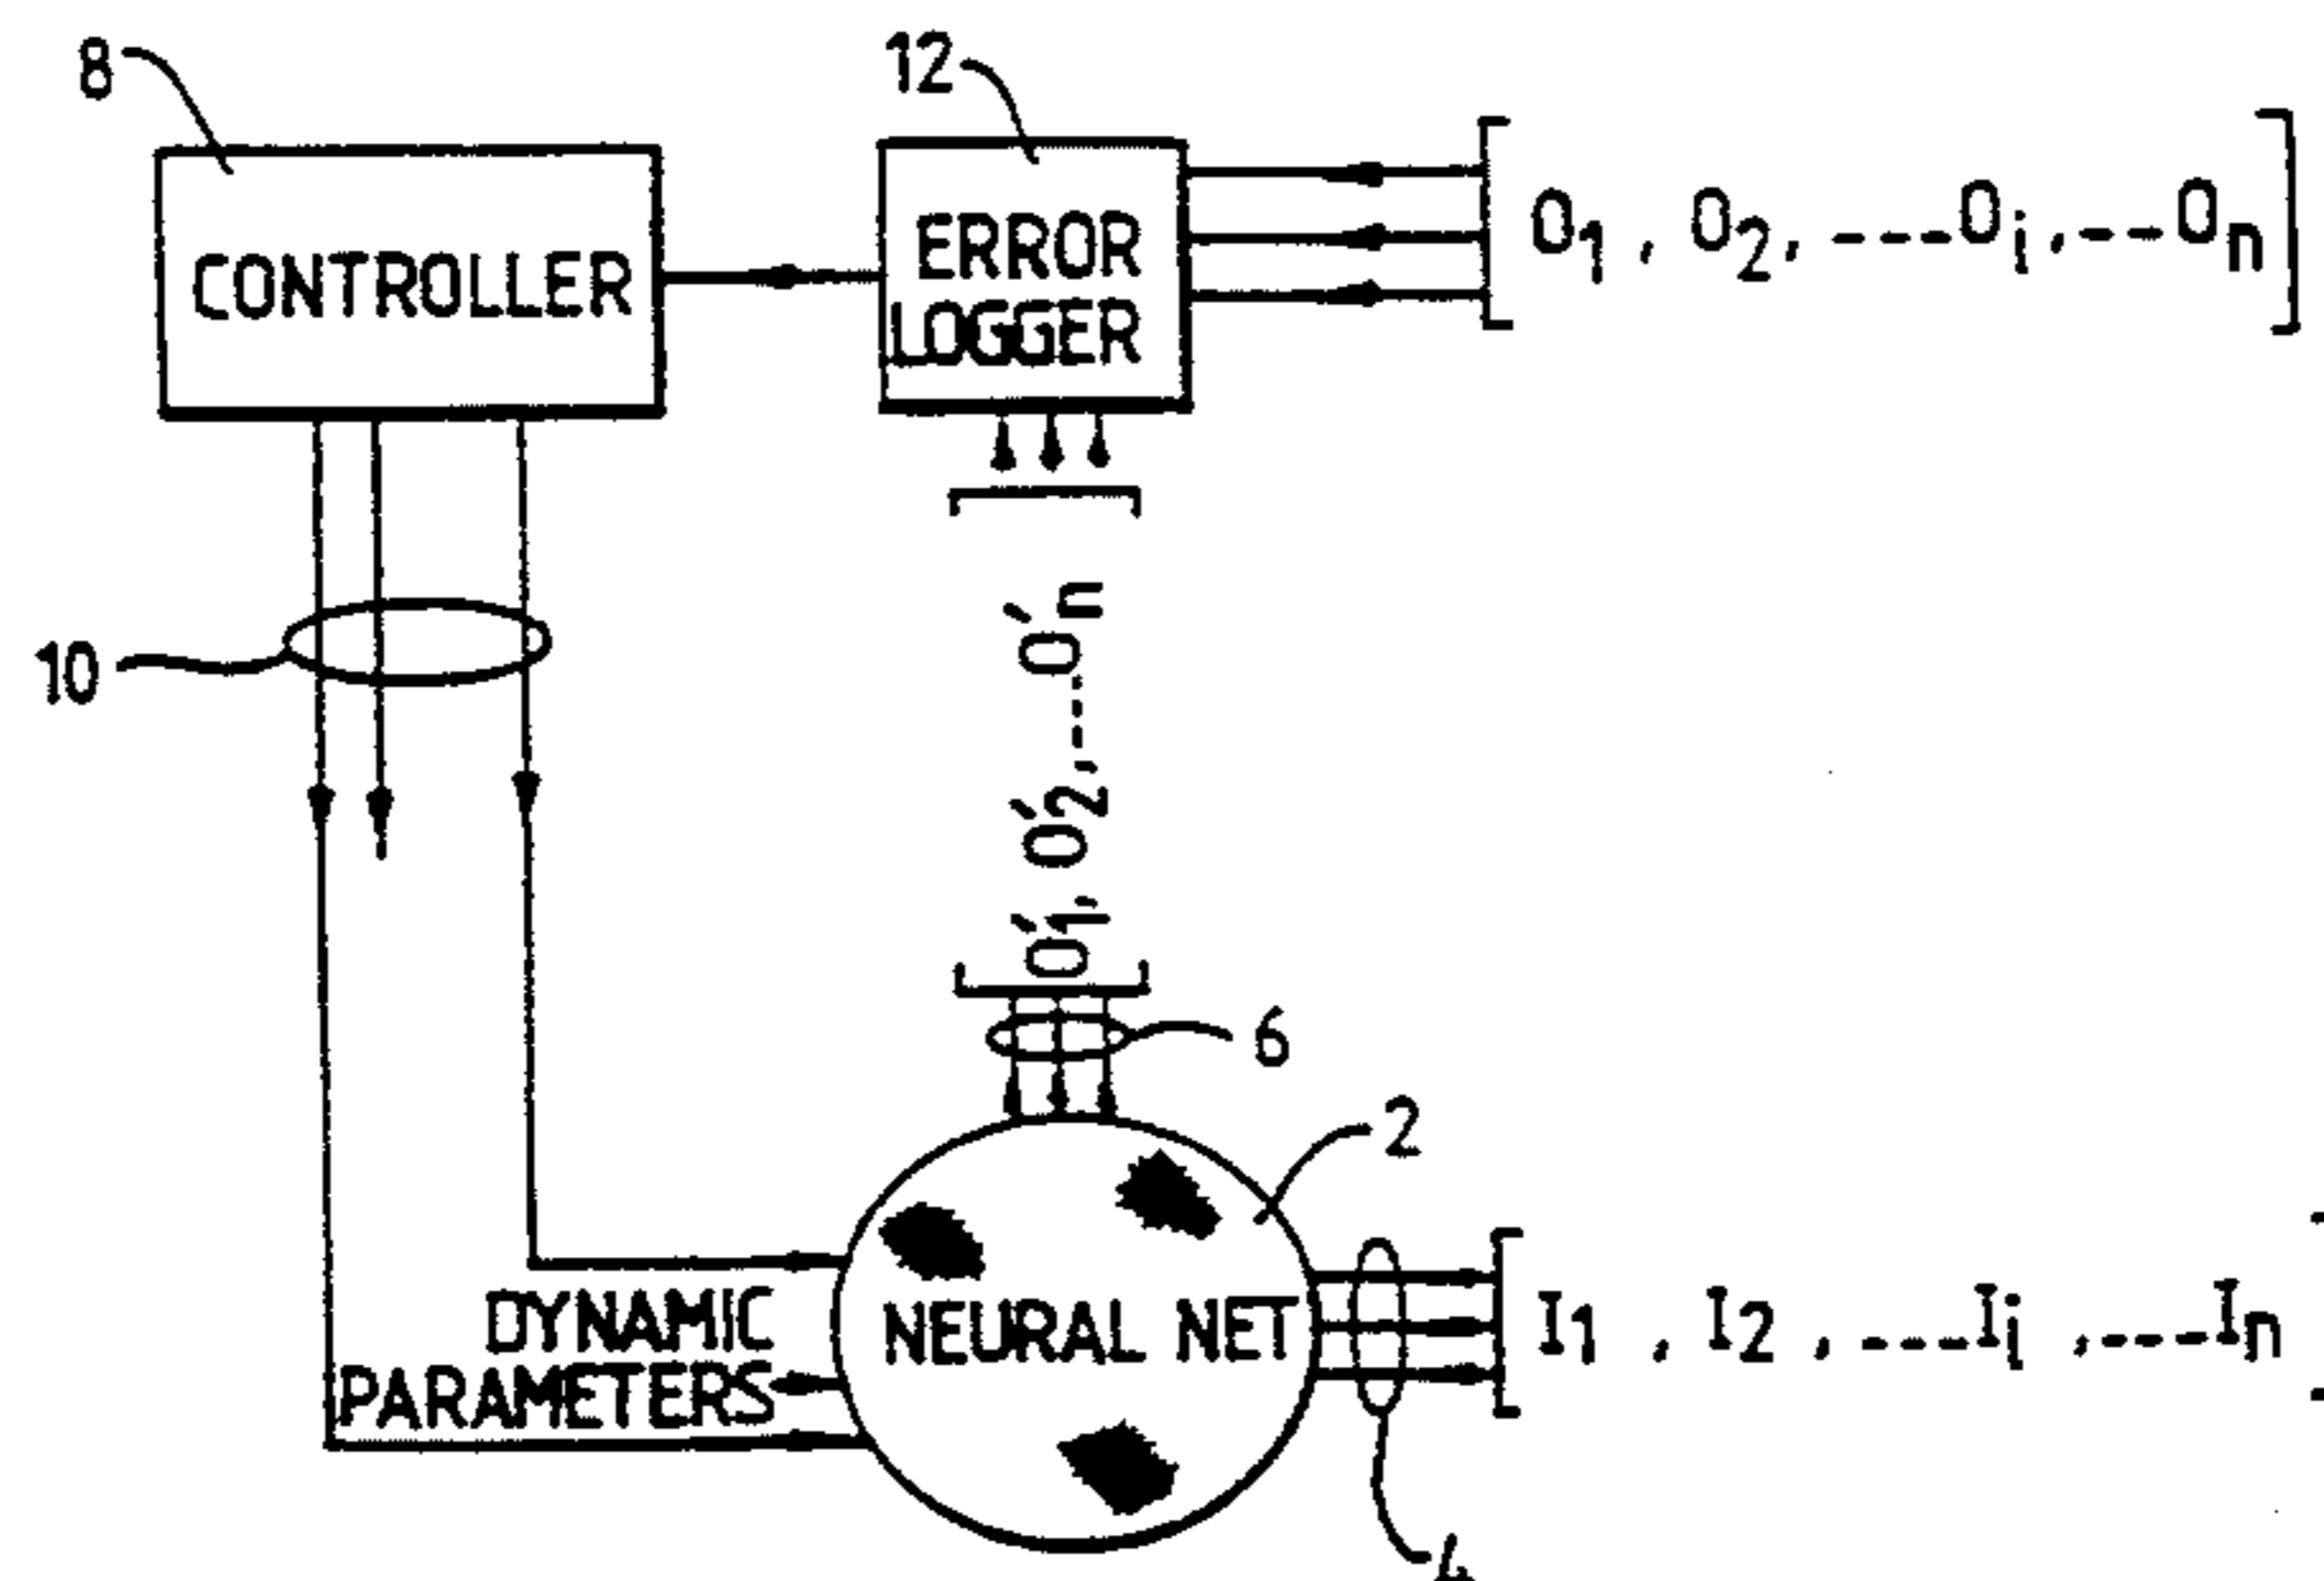 8
12
CONTROLLER
ERROR
LOGGER
O1 , O2 , ---Oi ,--On
10
O'1, O'2,---O'n
6
2
DYNAMIC
PARAMETERS
NEURAL NET
I1 , I2 , ---Ii ,---In
4